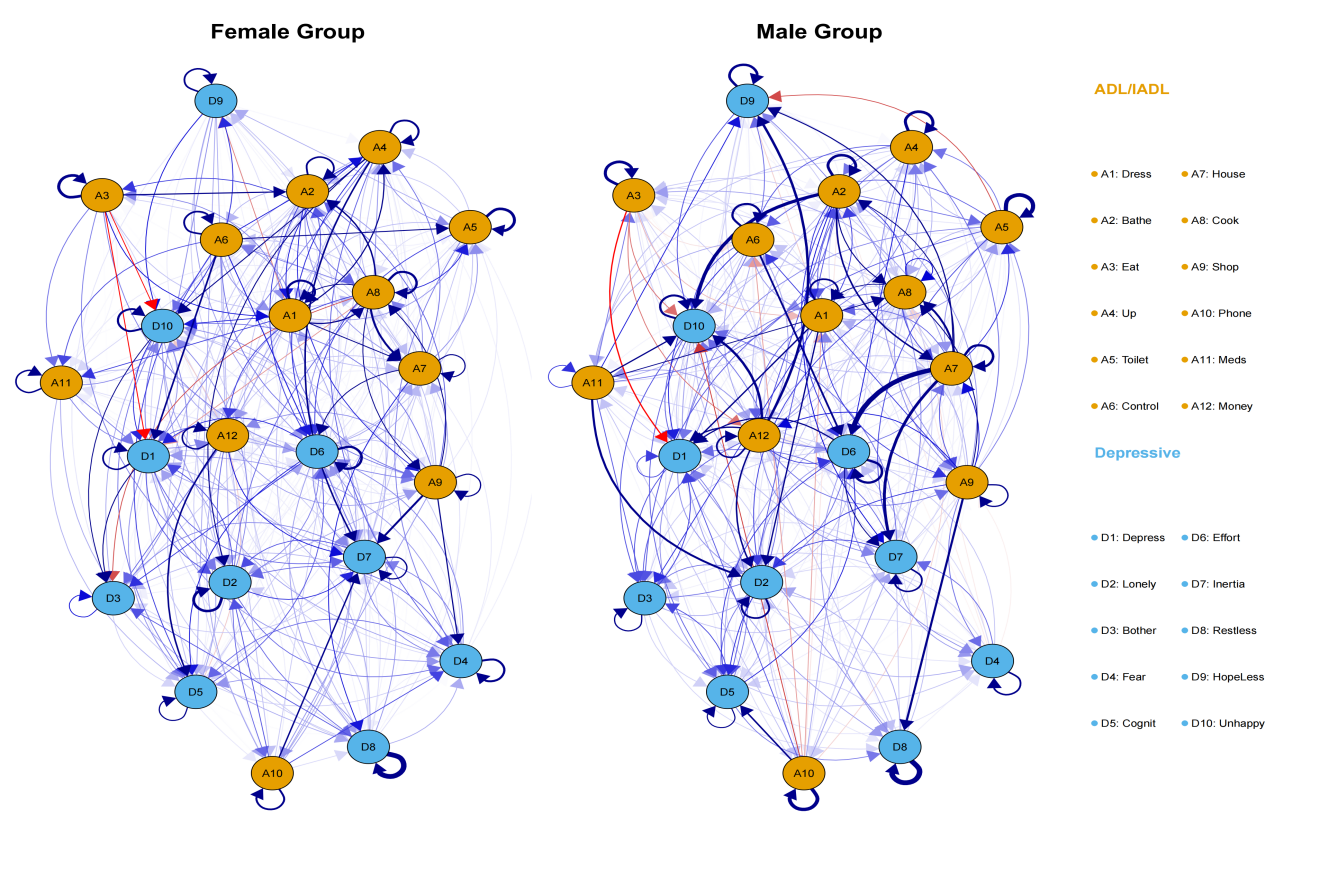 Female Group
D9
A4
A3
A2
A6
A5
A8
A1
D10
A7
A11
A12
D1
D6
A9
D7
D2
D3
D4
D5
D8
A10
Male Group
D9
A4
A3
A2
A6
A5
A8
A1
D10
A7
A11
A12
D1
D6
A9
D7
D2
D3
D4
D5
D8
A10
ADL/IADL
A1: Dress A7: House
A2: Bathe A8: Cook
A3: Eat A9: Shop
A4: Up A10: Phone
A5: Toilet A11: Meds
A6: Control A12: Money
Depressive
D1: Depress D6: Effort
D2: Lonely D7: Inertia
D3: Bother D8: Restless
D4: Fear D9: HopeLess
D5: Cognit D10: Unhappy